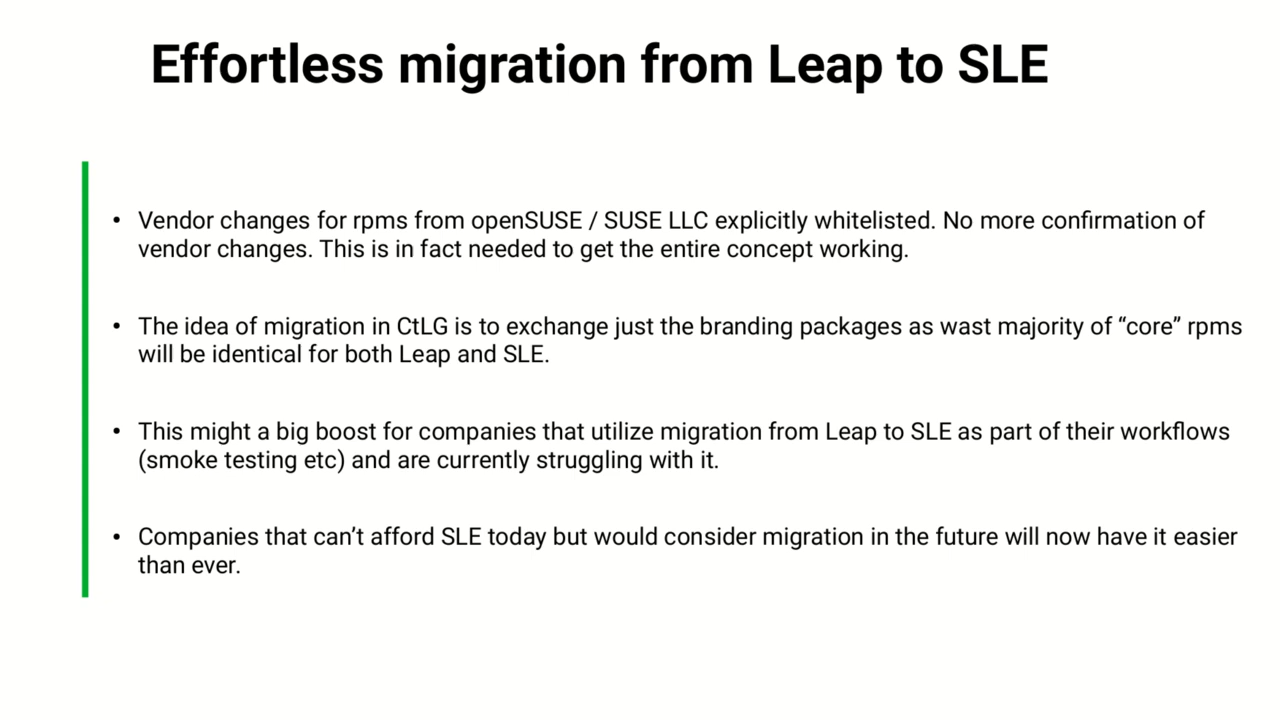 Effortless migration from Leap to SLE
• Vendor changes for rpms from openSUSE / SUSE LLC explicitly whitelisted. No more confirmation of
vendor changes. This is in fact needed to get the entire concept working.
• The idea of migration in CtLG is to exchange just the branding packages as wast majority of “core” rpms
will be identical for both Leap and SLE.
• This might a big boost for companies that utilize migration from Leap to SLE as part of their workflows
(smoke testing etc) and are currently struggling with it.
• Companies that can’t afford SLE today but would consider migration in the future will now have it easier
than ever.